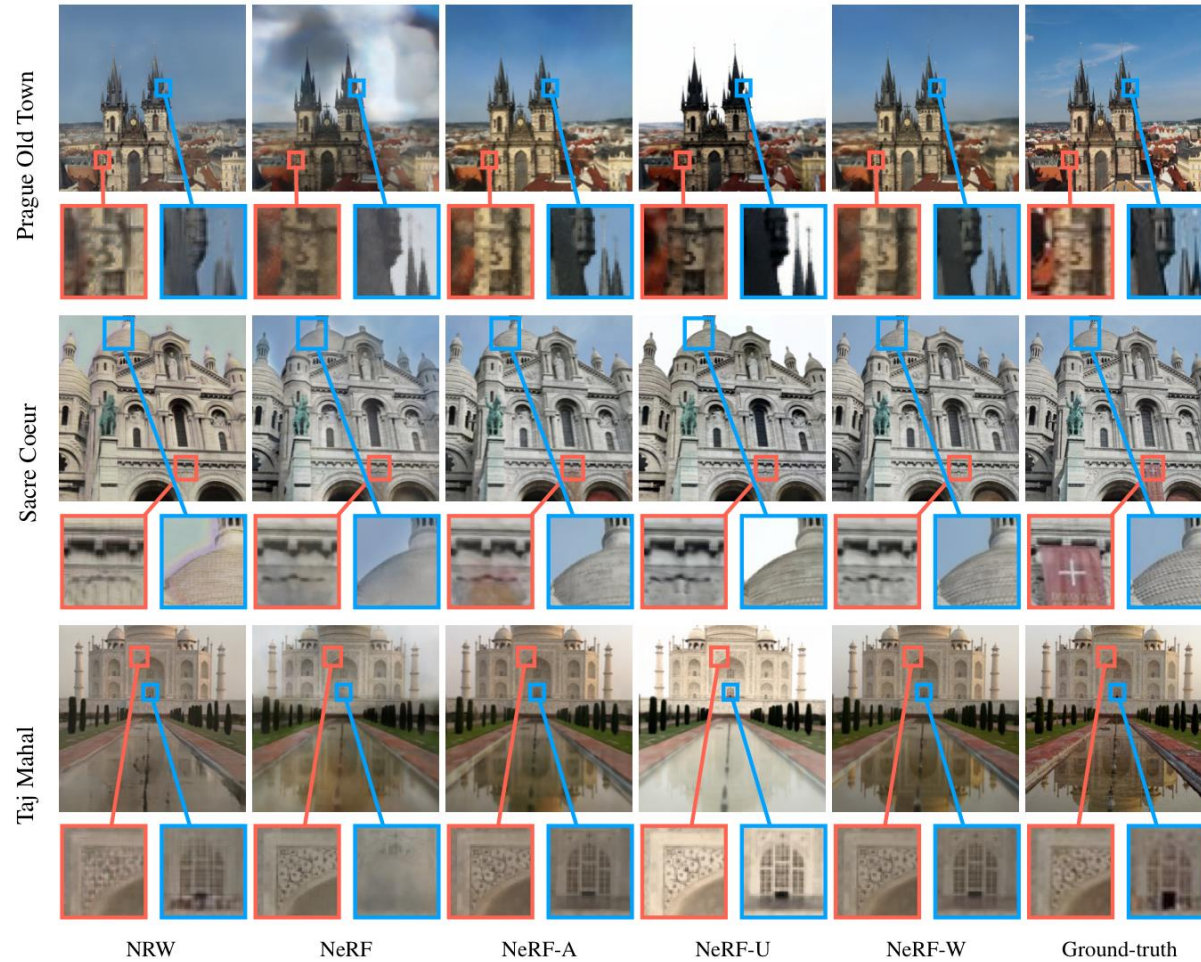 Prague Old Town
Sacre Coeur
Taj Mahal
NRW NeRF NeRF-A NeRF-U NeRF-W Ground-truth